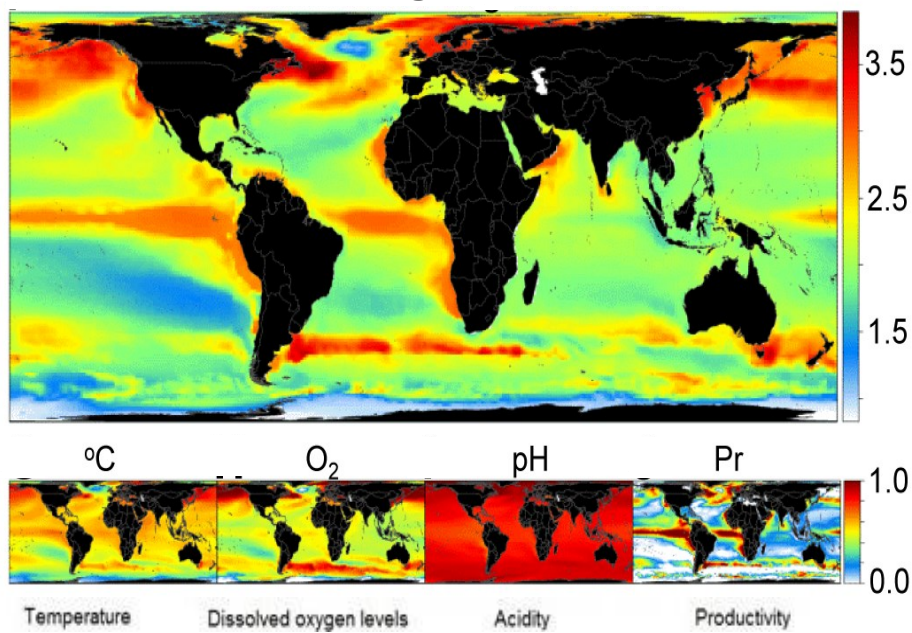 3.5
2.5
1.5
ºC O₂ pH Pr
1.0
0.0
Temperature Dissolved oxygen levels Acidity Productivity